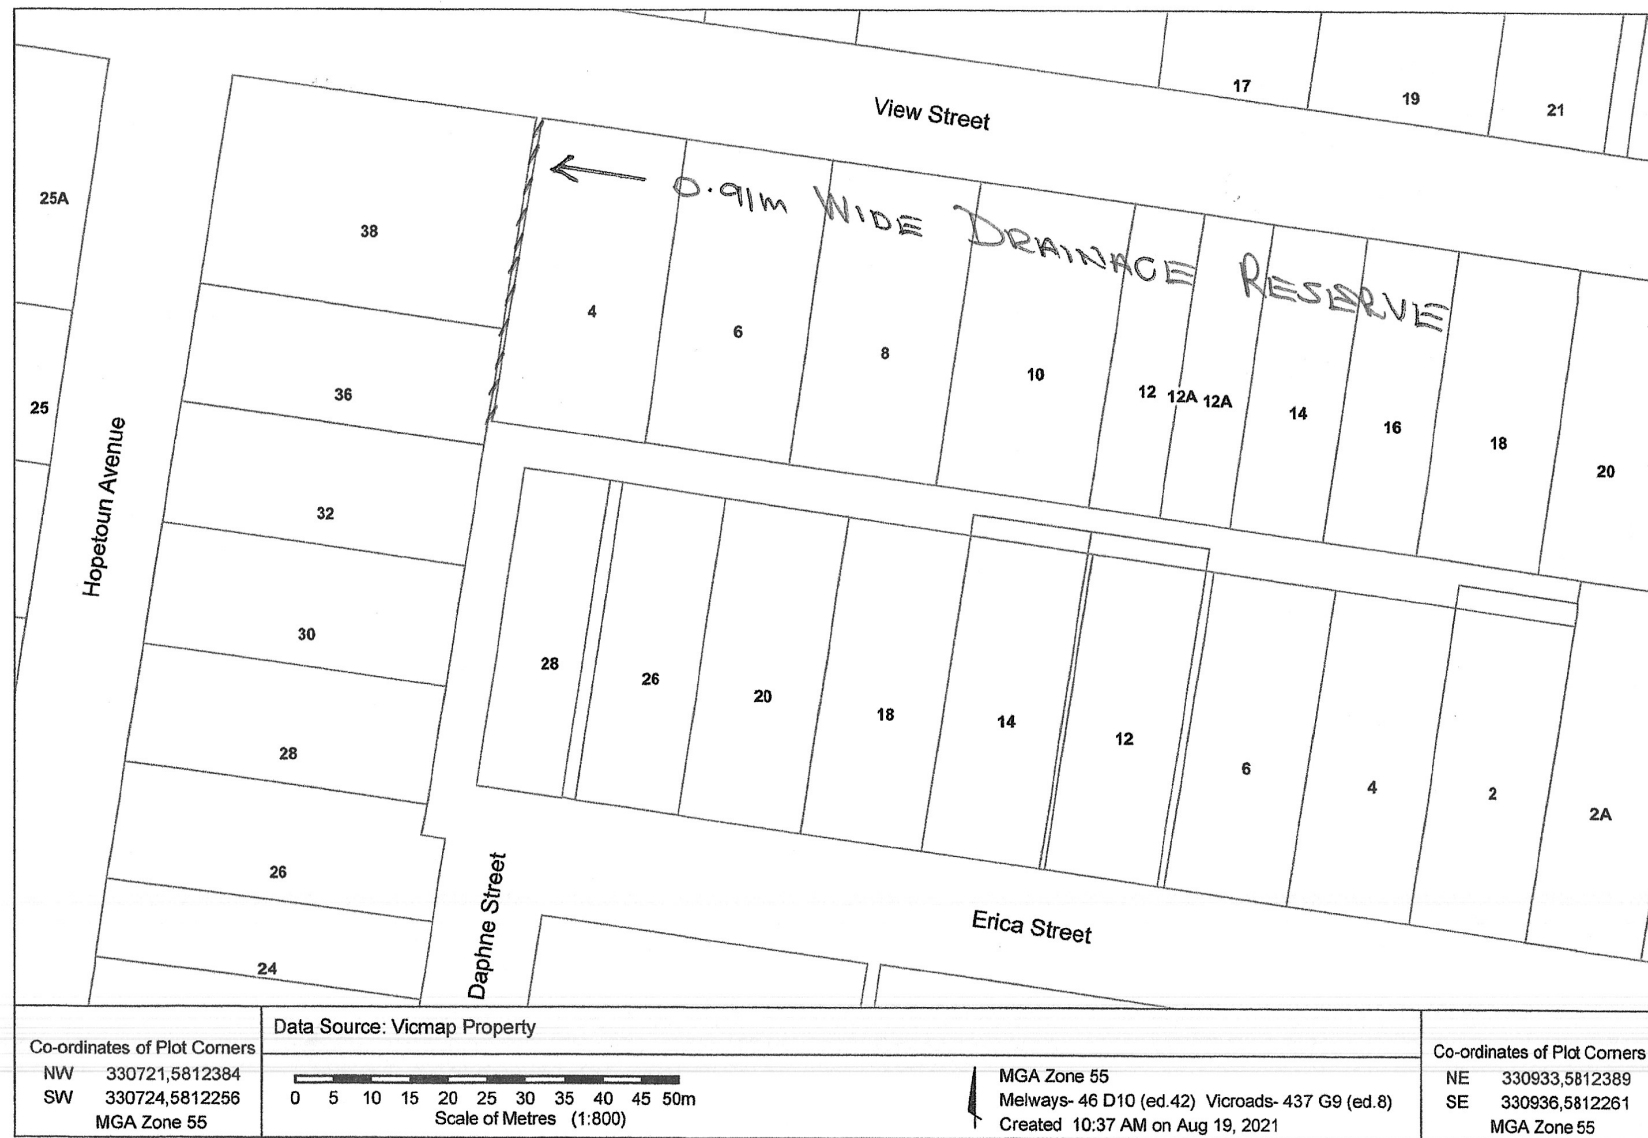 17
19
21
View Street
25A
38
0.91m WIDE DRAINAGE RESERVE
4
6
8
10
12
12A
12A
14
16
18
20
36
25
Hopetoun Avenue
32
30
28
26
24
28
26
20
18
14
12
6
4
2
2A
Daphne Street
Erica Street
Co-ordinates of Plot Corners
NW 330721,5812384
SW 330724,5812256
MGA Zone 55
Data Source: Vicmap Property
0 5 10 15 20 25 30 35 40 45 50m
Scale of Metres (1:800)
MGA Zone 55
Melways- 46 D10 (ed.42) Vicroads- 437 G9 (ed.8)
Created 10:37 AM on Aug 19, 2021
Co-ordinates of Plot Corners
NE 330933,5812389
SE 330936,5812261
MGA Zone 55